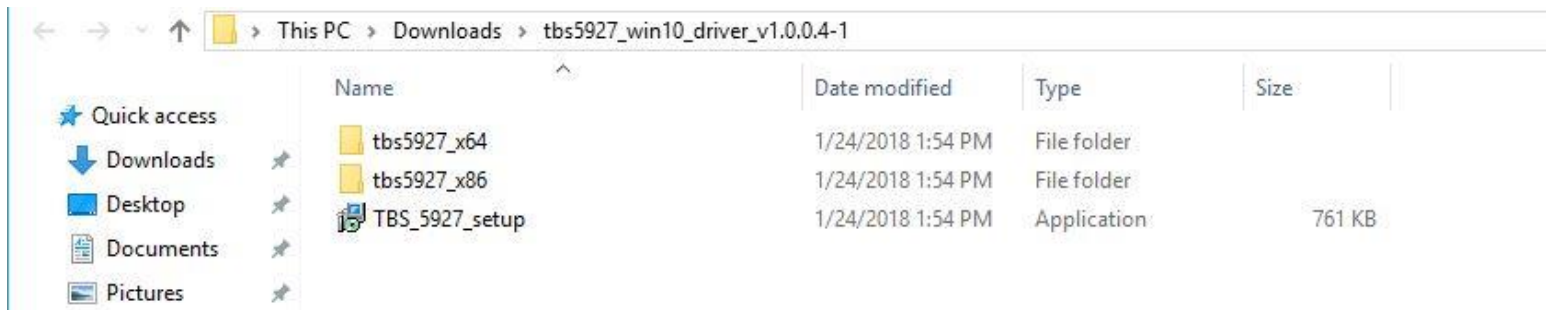 This PC > Downloads > tbs5927_win10_driver_v1.0.0.4-1
Name Date modified Type Size
Quick access
Downloads
Desktop
Documents
Pictures
tbs5927_x64 1/24/2018 1:54 PM File folder
tbs5927_x86 1/24/2018 1:54 PM File folder
TBS_5927_setup 1/24/2018 1:54 PM Application 761 KB